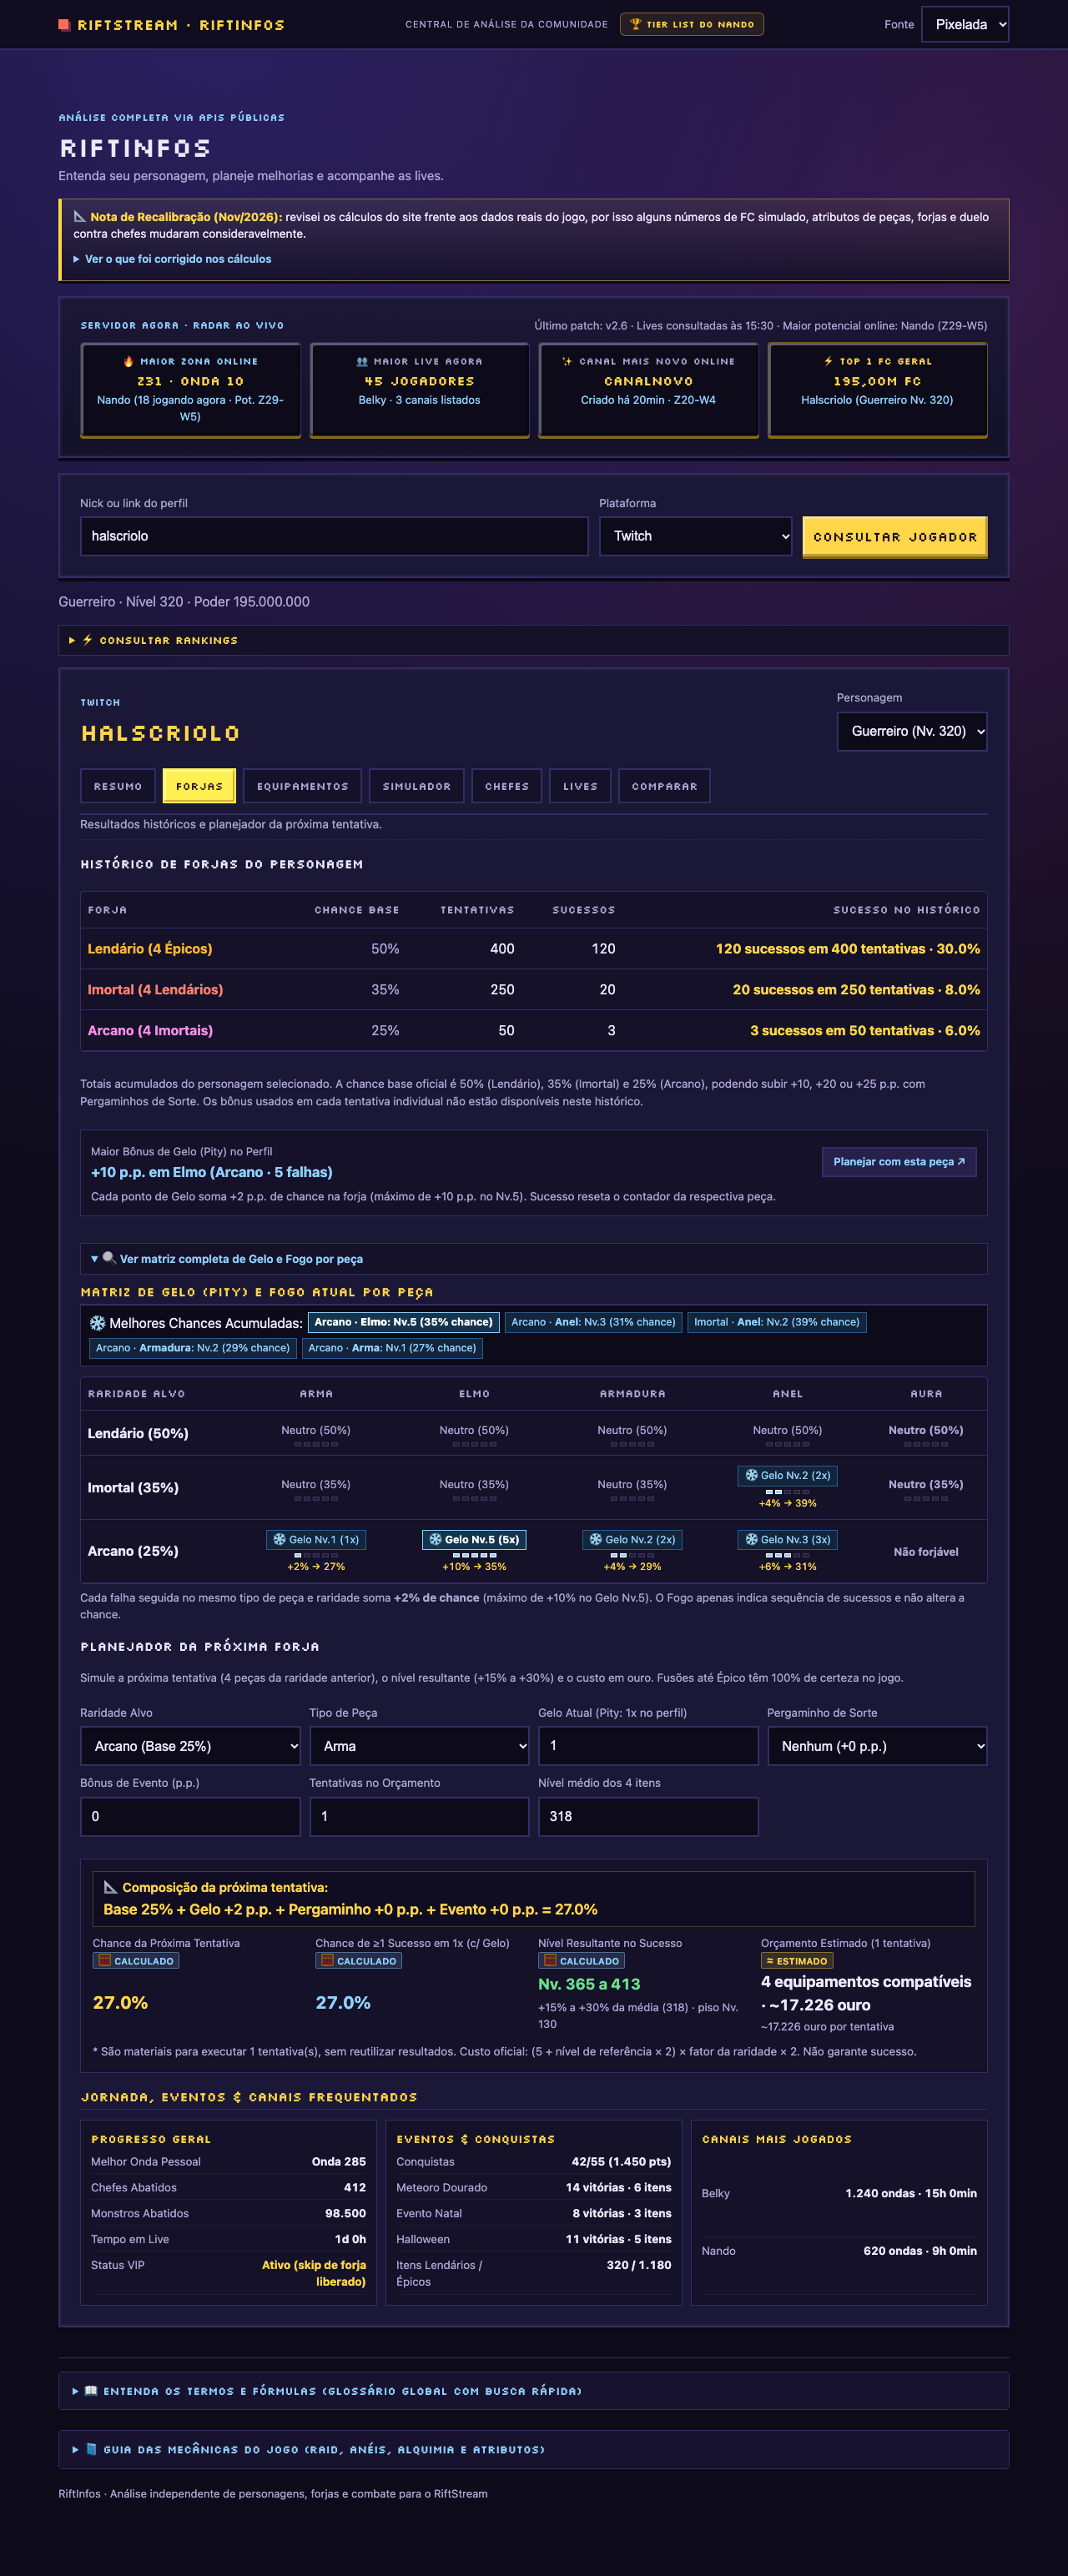 RIFTSTREAM · RIFTINFOS
CENTRAL DE ANÁLISE DA COMUNIDADE
🏆 TIER LIST DO NANDO
Fonte
Pixelada
ANÁLISE COMPLETA VIA APIS PÚBLICAS
RIFTINFOS
Entenda seu personagem, planeje melhorias e acompanhe as lives.
📐 Nota de Recalibração (Nov/2026): revisei os cálculos do site frente aos dados reais do jogo, por isso alguns números de FC simulado, atributos de peças, forjas e duelo
contra chefes mudaram consideravelmente.
▶ Ver o que foi corrigido nos cálculos
SERVIDOR AGORA · RADAR AO VIVO
Último patch: v2.6 · Lives consultadas às 15:30 · Maior potencial online: Nando (Z29-W5)
🔥 MAIOR ZONA ONLINE
Z31 · ONDA 10
Nando (18 jogando agora · Pot. Z29-
W5)
👥 MAIOR LIVE AGORA
45 JOGADORES
Belky · 3 canais listados
✨ CANAL MAIS NOVO ONLINE
CANALNOVO
Criado há 20min · Z20-W4
⚡ TOP 1 FC GERAL
195,00M FC
Halscriolo (Guerreiro Nv. 320)
Nick ou link do perfil
halscriolo
Plataforma
Twitch
CONSULTAR JOGADOR
Guerreiro · Nível 320 · Poder 195.000.000
▶ ⚡ CONSULTAR RANKINGS
TWITCH
HALSCRIOLO
Personagem
Guerreiro (Nv. 320)
RESUMO
FORJAS
EQUIPAMENTOS
SIMULADOR
CHEFES
LIVES
COMPARAR
Resultados históricos e planejador da próxima tentativa.
HISTÓRICO DE FORJAS DO PERSONAGEM
FORJA CHANCE BASE TENTATIVAS SUCESSOS SUCESSO NO HISTÓRICO
Lendário (4 Épicos) 50% 400 120 120 sucessos em 400 tentativas · 30.0%
Imortal (4 Lendários) 35% 250 20 20 sucessos em 250 tentativas · 8.0%
Arcano (4 Imortais) 25% 50 3 3 sucessos em 50 tentativas · 6.0%
Totais acumulados do personagem selecionado. A chance base oficial é 50% (Lendário), 35% (Imortal) e 25% (Arcano), podendo subir +10, +20 ou +25 p.p. com
Pergaminhos de Sorte. Os bônus usados em cada tentativa individual não estão disponíveis neste histórico.
Maior Bônus de Gelo (Pity) no Perfil
+10 p.p. em Elmo (Arcano · 5 falhas)
Cada ponto de Gelo soma +2 p.p. de chance na forja (máximo de +10 p.p. no Nv.5). Sucesso reseta o contador da respectiva peça.
Planejar com esta peça ↗
▼ 🔍 Ver matriz completa de Gelo e Fogo por peça
MATRIZ DE GELO (PITY) E FOGO ATUAL POR PEÇA
❄️ Melhores Chances Acumuladas: Arcano · Elmo: Nv.5 (35% chance) Arcano · Anel: Nv.3 (31% chance) Imortal · Anel: Nv.2 (39% chance)
Arcano · Armadura: Nv.2 (29% chance) Arcano · Arma: Nv.1 (27% chance)
RARIDADE ALVO ARMA ELMO ARMADURA ANEL AURA
Lendário (50%) Neutro (50%) Neutro (50%) Neutro (50%) Neutro (50%) Neutro (50%)
Imortal (35%) Neutro (35%) Neutro (35%) Neutro (35%) ❄️ Gelo Nv.2 (2x) Neutro (35%)
+4% → 39%
Arcano (25%) ❄️ Gelo Nv.1 (1x) ❄️ Gelo Nv.5 (5x) ❄️ Gelo Nv.2 (2x) ❄️ Gelo Nv.3 (3x) Não forjável
+2% → 27% +10% → 35% +4% → 29% +6% → 31%
Cada falha seguida no mesmo tipo de peça e raridade soma +2% de chance (máximo de +10% no Gelo Nv.5). O Fogo apenas indica sequência de sucessos e não altera a
chance.
PLANEJADOR DA PRÓXIMA FORJA
Simule a próxima tentativa (4 peças da raridade anterior), o nível resultante (+15% a +30%) e o custo em ouro. Fusões até Épico têm 100% de certeza no jogo.
Raridade Alvo
Arcano (Base 25%)
Tipo de Peça
Arma
Gelo Atual (Pity: 1x no perfil)
1
Pergaminho de Sorte
Nenhum (+0 p.p.)
Bônus de Evento (p.p.)
0
Tentativas no Orçamento
1
Nível médio dos 4 itens
318
📐 Composição da próxima tentativa:
Base 25% + Gelo +2 p.p. + Pergaminho +0 p.p. + Evento +0 p.p. = 27.0%
Chance da Próxima Tentativa
🧮 CALCULADO
27.0%
Chance de ≥1 Sucesso em 1x (c/ Gelo)
🧮 CALCULADO
27.0%
Nível Resultante no Sucesso
🧮 CALCULADO
Nv. 365 a 413
+15% a +30% da média (318) · piso Nv.
130
Orçamento Estimado (1 tentativa)
≈ ESTIMADO
4 equipamentos compatíveis
· ~17.226 ouro
~17.226 ouro por tentativa
* São materiais para executar 1 tentativa(s), sem reutilizar resultados. Custo oficial: (5 + nível de referência × 2) × fator da raridade × 2. Não garante sucesso.
JORNADA, EVENTOS & CANAIS FREQUENTADOS
PROGRESSO GERAL
Melhor Onda Pessoal Onda 285
Chefes Abatidos 412
Monstros Abatidos 98.500
Tempo em Live 1d 0h
Status VIP Ativo (skip de forja
liberado)
EVENTOS & CONQUISTAS
Conquistas 42/55 (1.450 pts)
Meteoro Dourado 14 vitórias · 6 itens
Evento Natal 8 vitórias · 3 itens
Halloween 11 vitórias · 5 itens
Itens Lendários / 320 / 1.180
Épicos
CANAIS MAIS JOGADOS
Belky 1.240 ondas · 15h 0min
Nando 620 ondas · 9h 0min
▶ 📖 ENTENDA OS TERMOS E FÓRMULAS (GLOSSÁRIO GLOBAL COM BUSCA RÁPIDA)
▶ 📘 GUIA DAS MECÂNICAS DO JOGO (RAID, ANÉIS, ALQUIMIA E ATRIBUTOS)
RiftInfos · Análise independente de personagens, forjas e combate para o RiftStream